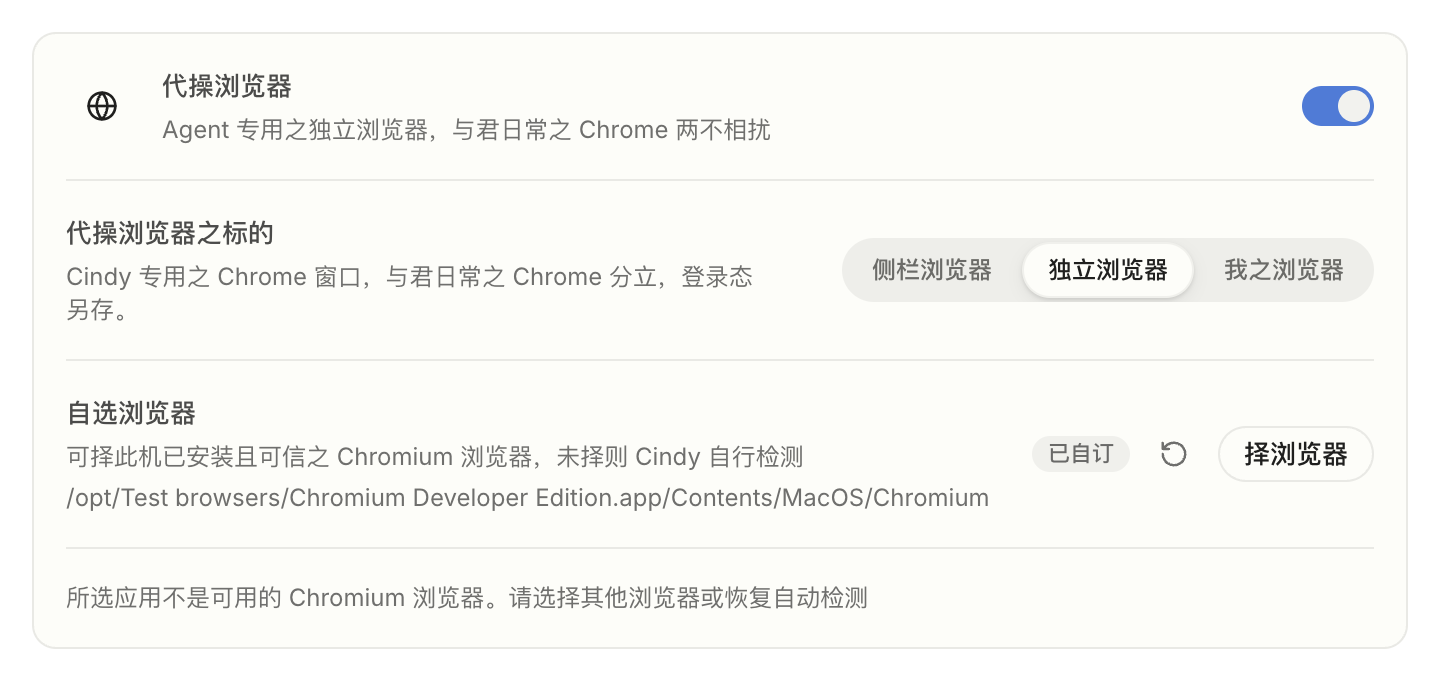 代操浏览器
Agent 专用之独立浏览器，与君日常之 Chrome 两不相扰
代操浏览器之标的
Cindy 专用之 Chrome 窗口，与君日常之 Chrome 分立，登录态
另存。
侧栏浏览器
独立浏览器
我之浏览器
自选浏览器
可择此机已安装且可信之 Chromium 浏览器，未择则 Cindy 自行检测
/opt/Test browsers/Chromium Developer Edition.app/Contents/MacOS/Chromium
已自订
择浏览器
所选应用不是可用的 Chromium 浏览器。请选择其他浏览器或恢复自动检测